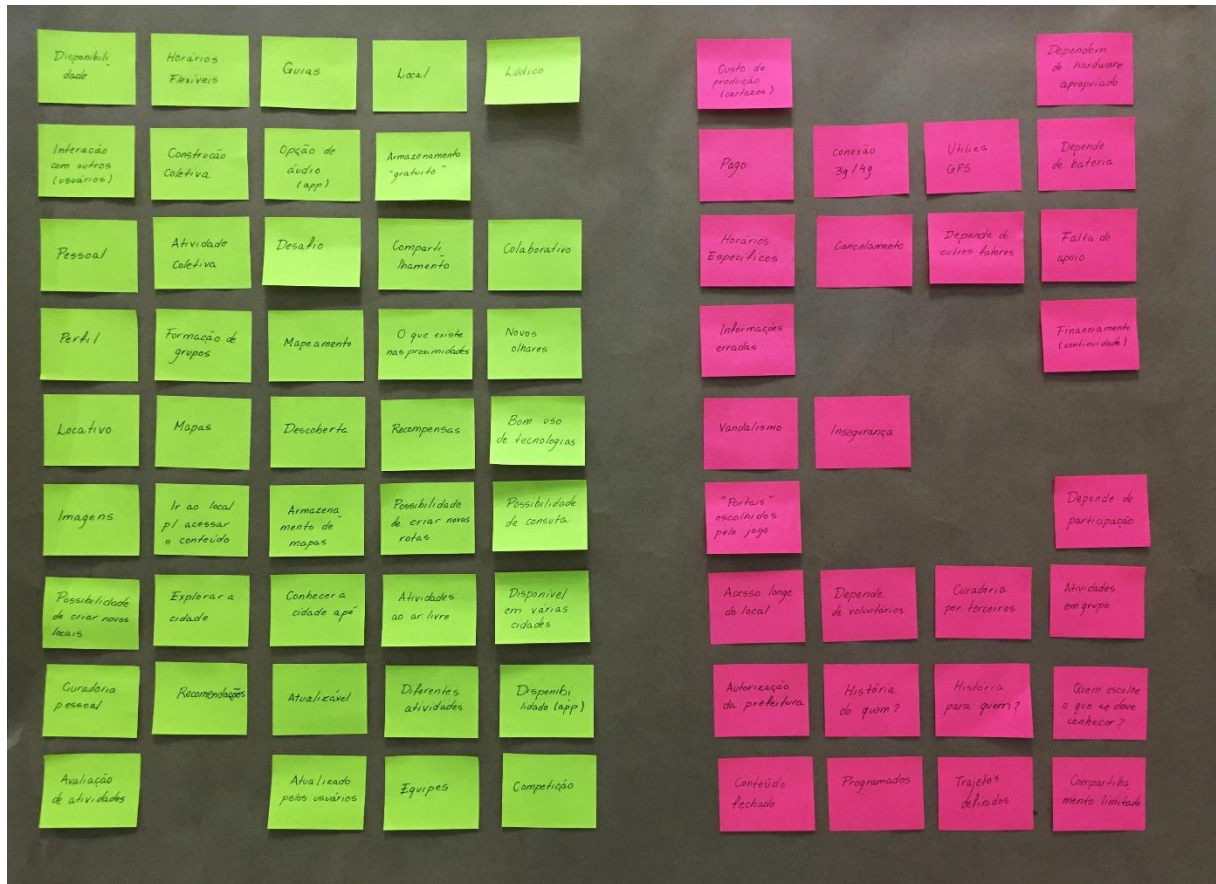 Disponibili
dade
Horários
Flexíveis
Guias
Local
Lúdico
Interação
com outros
(usuários)
Construção
Coletiva
Opção de
áudio
(app)
Armazenamento
"gratuito"
Pessoal
Atividade
Coletiva
Desafio
Comparti
lhamento
Colaborativo
Perfil
Formação de
grupos
Mapeamento
O que existe
nas proximidades
Novos
olhares
Locativo
Mapas
Descoberta
Recompensas
Bom uso
de tecnologias
Imagens
Ir ao local
p/ acessar
o conteúdo
Armazena
mento de
mapas
Possibilidade
de criar novas
rotas
Possibilidade
de consulta
Possibilidade
de criar novos
locais
Explorar a
cidade
Conhecer a
cidade a pé
Atividades
ao ar livre
Disponível
em várias
cidades
Curadoria
pessoal
Recomendações
Atualizável
Diferentes
atividades
Disponibi
lidade (app)
Avaliação
de atividades
Atualizado
pelos usuários
Equipes
Competição
Custo de
produção
(cartazes)
Dependem
de hardware
apropriado
Pago
Conexão
3g/4g
Utiliza
GPS
Depende
de bateria
Horários
Específicos
Cancelamento
Depende de
outros fatores
Falta de
apoio
Informações
erradas
Financiamento
(continuidade)
Vandalismo
Insegurança
"Portais"
escolhidos
pelo jogo
Depende de
participação
Acesso longe
do local
Depende
de voluntários
Curadoria
por terceiros
Atividades
em grupo
Autorização
da prefeitura
História
de quem?
História
para quem?
Quem escolhe
o que se deve
conhecer?
Conteúdo
fechado
Programados
Trajetos
definidos
Compartilha
mento limitado